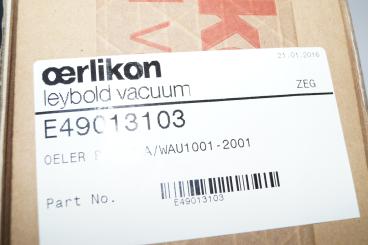 21.01.2016
oerlikon
leybold vacuum
ZEG
E49013103
OELER A/WAU1001-2001
Part No.
E49013103